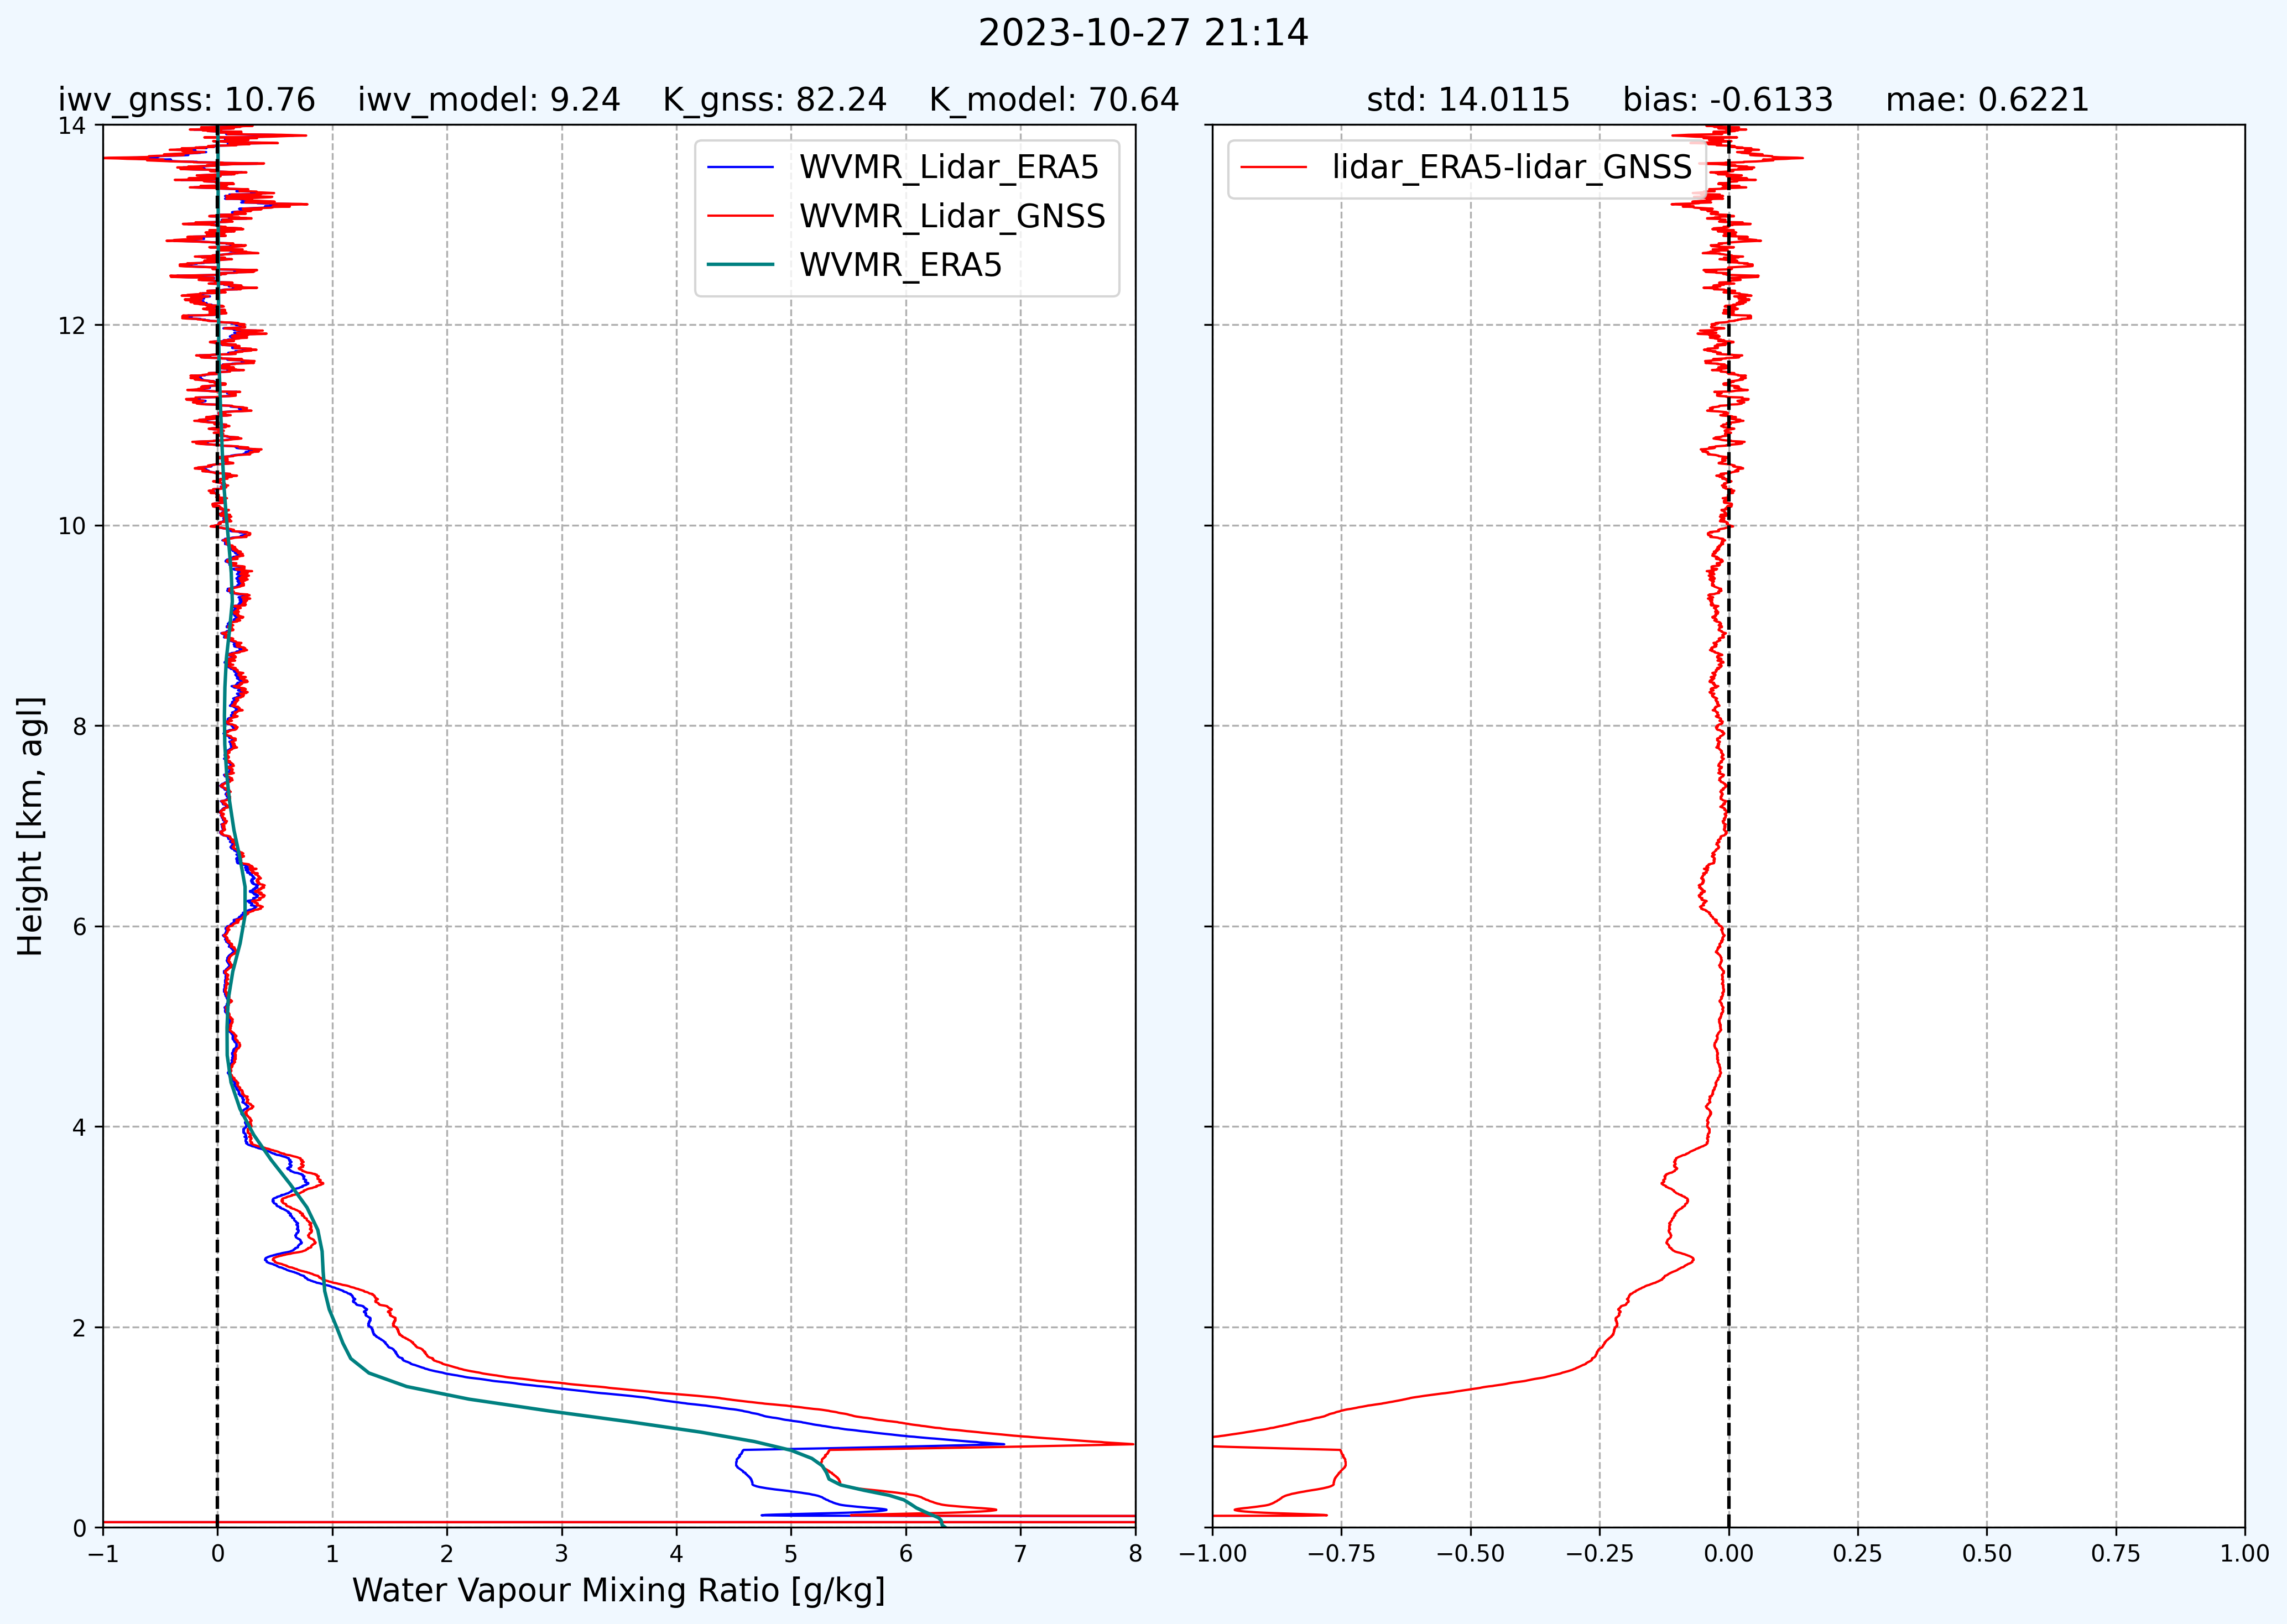 2023-10-27 21:14
iwv_gnss: 10.76 iwv_model: 9.24 K_gnss: 82.24 K_model: 70.64
std: 14.0115 bias: -0.6133 mae: 0.6221
WVMR_Lidar_ERA5
WVMR_Lidar_GNSS
WVMR_ERA5
lidar_ERA5-lidar_GNSS
Height [km, agl]
14
12
10
8
6
4
2
0
−1 0 1 2 3 4 5 6 7 8
−1.00 −0.75 −0.50 −0.25 0.00 0.25 0.50 0.75 1.00
Water Vapour Mixing Ratio [g/kg]